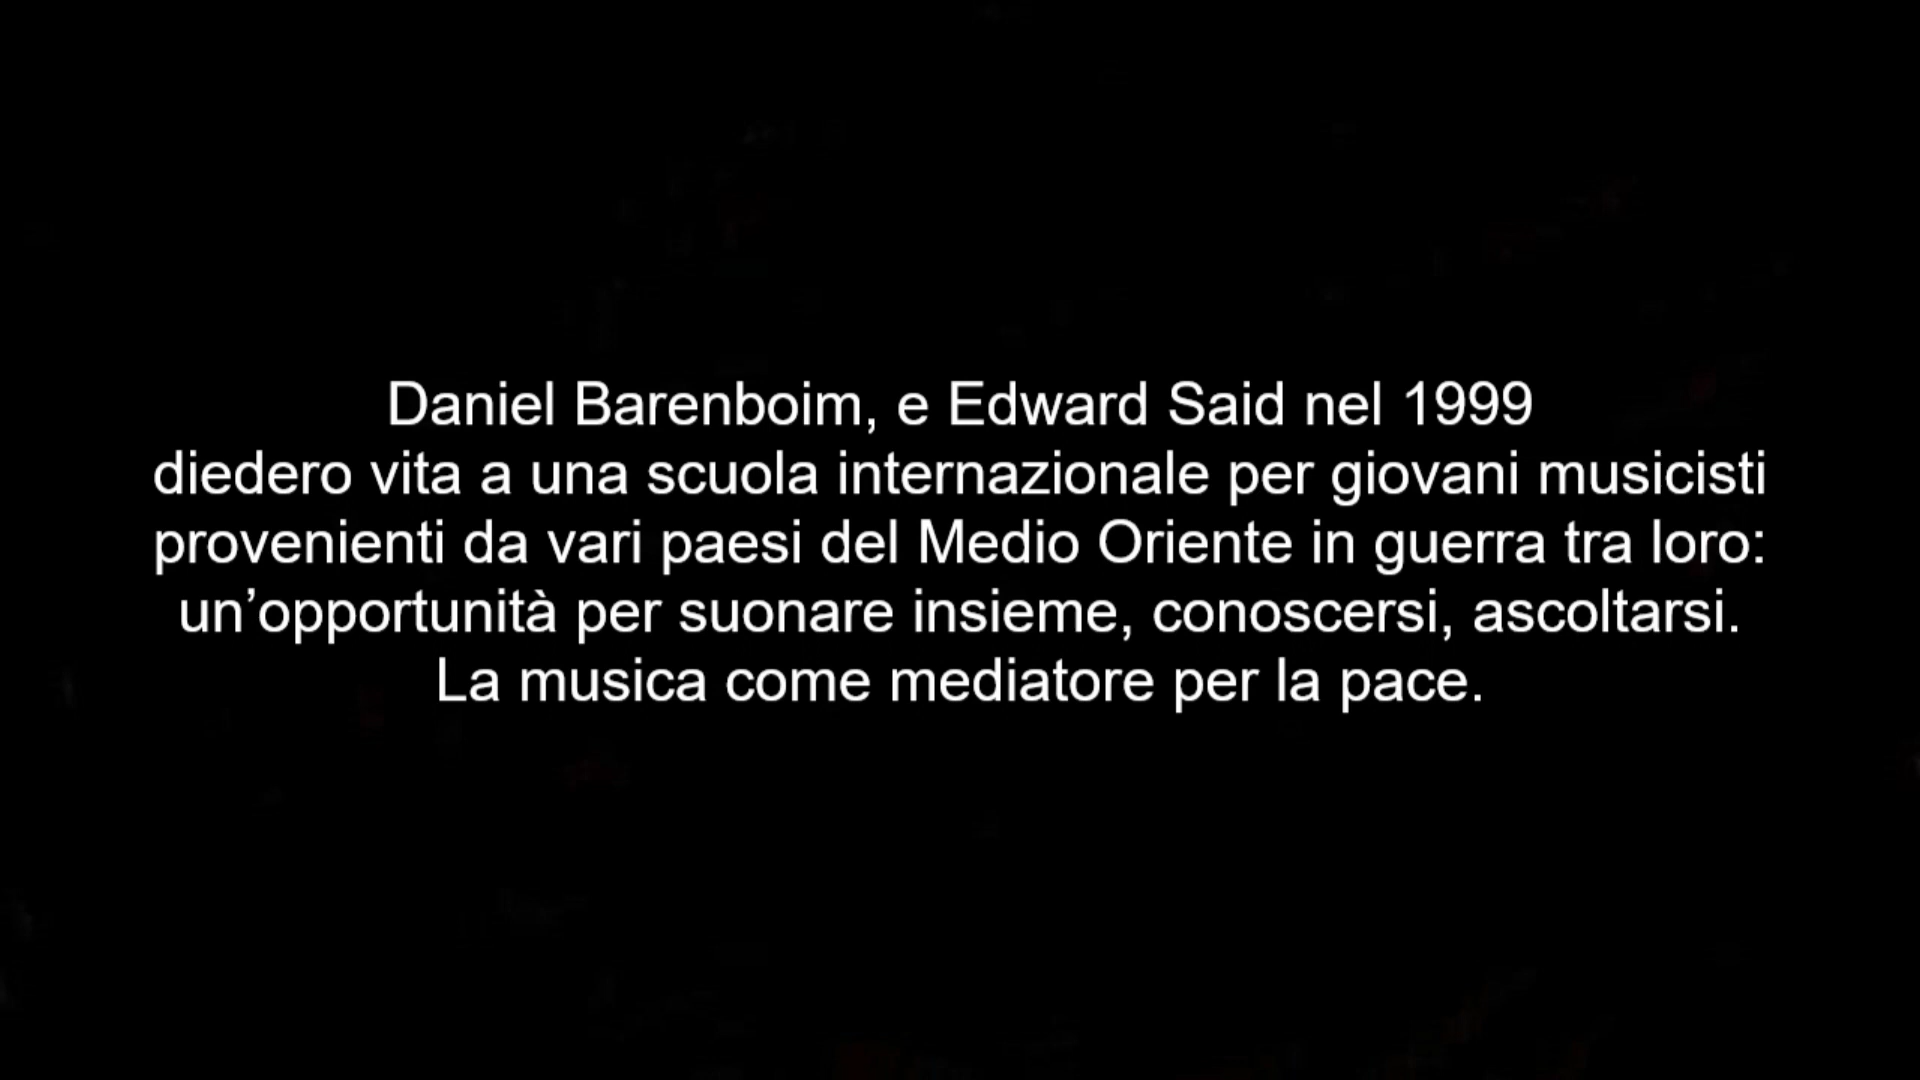 Daniel Barenboim, e Edward Said nel 1999
diedero vita a una scuola internazionale per giovani musicisti
provenienti da vari paesi del Medio Oriente in guerra tra loro:
un’opportunità per suonare insieme, conoscersi, ascoltarsi.
La musica come mediatore per la pace.